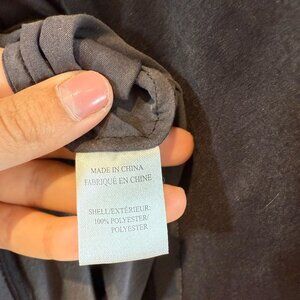 MADE IN CHINA
FABRIQUÉ EN CHINE
SHELL/EXTÉRIEUR:
100% POLYESTER/
POLYESTER